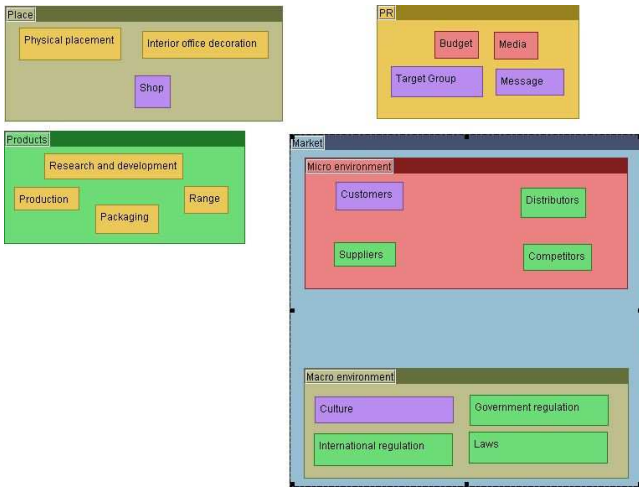 Place
Physical placement
Interior office decoration
Shop
PR
Budget
Media
Target Group
Message
Products
Research and development
Production
Range
Packaging
Market
Micro environment
Customers
Distributors
Suppliers
Competitors
Macro environment
Culture
Government regulation
International regulation
Laws